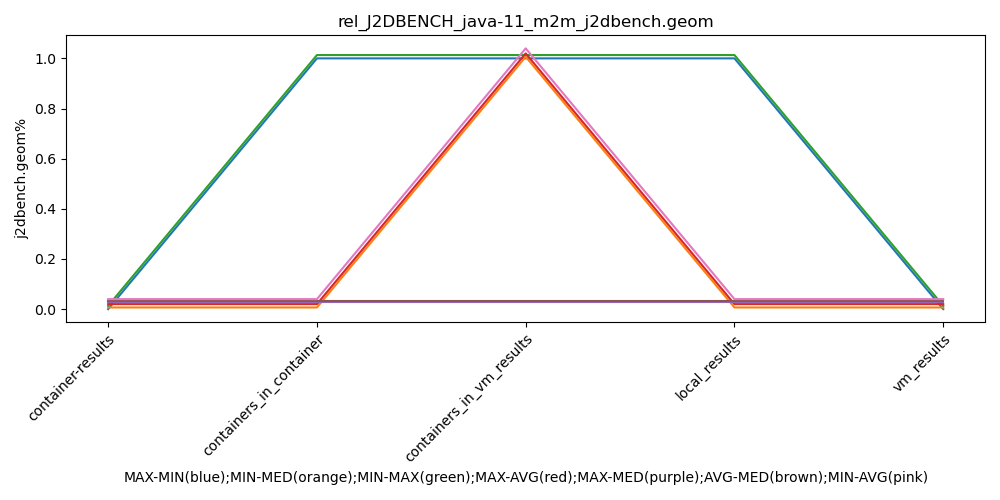 rel_J2DBENCH_java-11_m2m_j2dbench.geom
j2dbench.geom%
1.0
0.8
0.6
0.4
0.2
0.0
container-results
containers_in_container
containers_in_vm_results
local_results
vm_results
MAX-MIN(blue);MIN-MED(orange);MIN-MAX(green);MAX-AVG(red);MAX-MED(purple);AVG-MED(brown);MIN-AVG(pink)